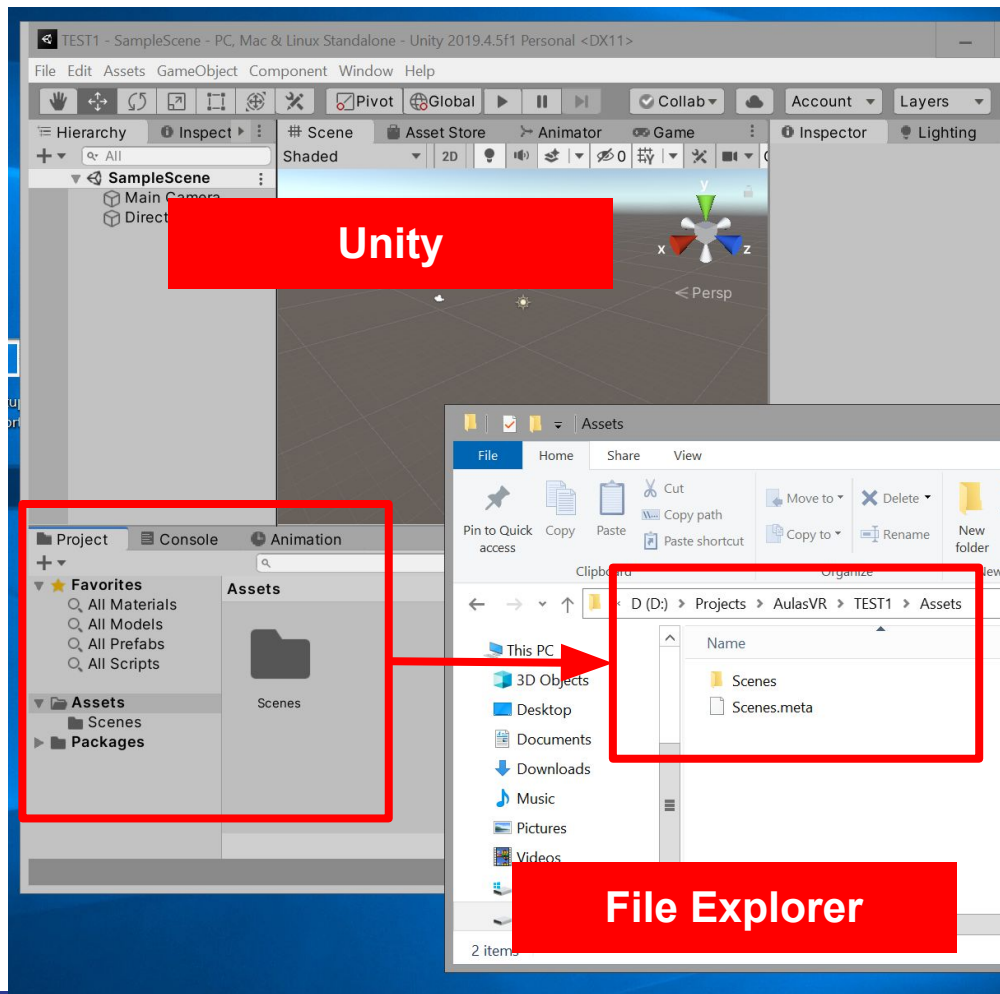 TEST1 - SampleScene - PC, Mac & Linux Standalone - Unity 2019.4.5f1 Personal <DX11>
File Edit Assets GameObject Component Window Help
Pivot Global Collab Account Layers
Hierarchy Inspect Scene Asset Store Animator Game Inspector Lighting
All Shaded 2D 0
SampleScene
Main Camera
Direct
y
x z
Persp
Unity
Assets
File Home Share View
Pin to Quick access
Copy
Paste
Cut
Copy path
Paste shortcut
Move to
Copy to
Delete
Rename
New folder
Clipboard Organize New
D (D:) > Projects > AulasVR > TEST1 > Assets
Project Console Animation
Favorites
All Materials
All Models
All Prefabs
All Scripts
Assets
Scenes
Packages
Assets
Scenes
This PC
3D Objects
Desktop
Documents
Downloads
Music
Pictures
Videos
Name
Scenes
Scenes.meta
File Explorer
2 items